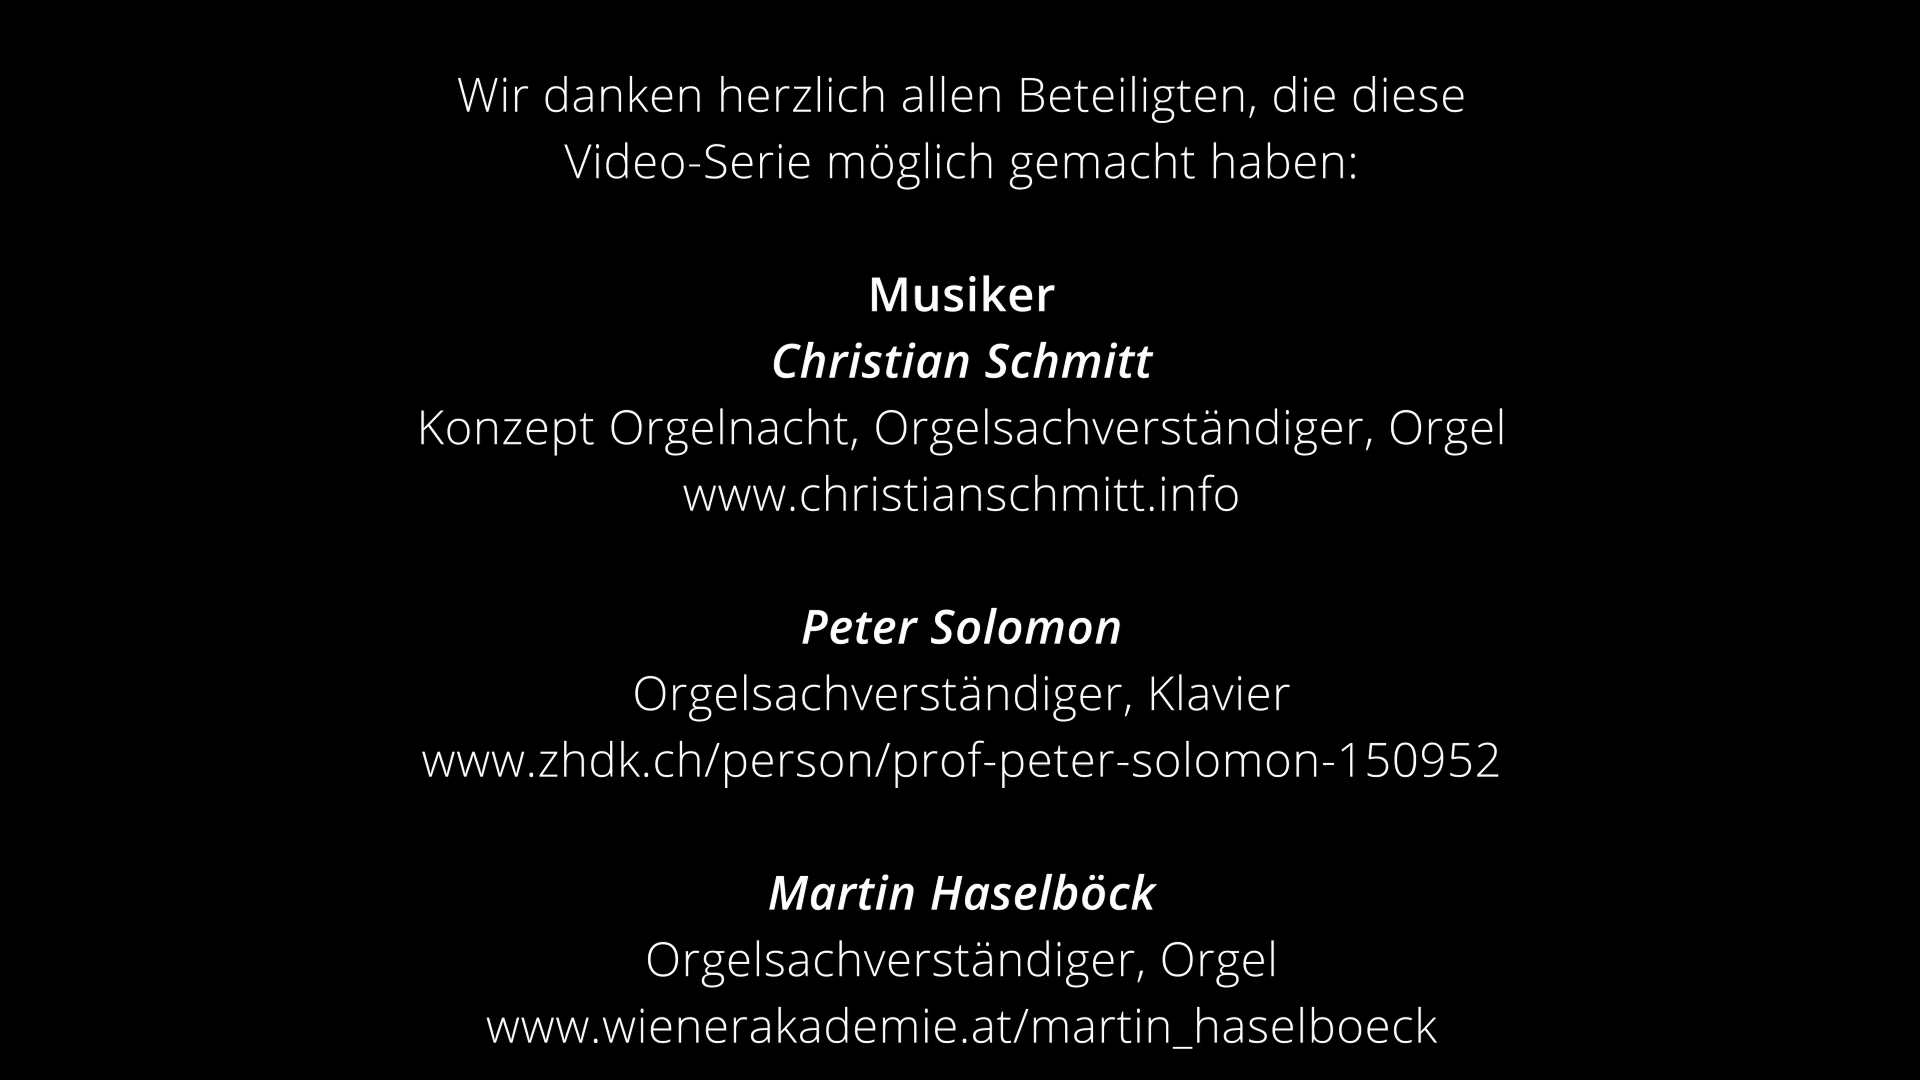 Wir danken herzlich allen Beteiligten, die diese
Video-Serie möglich gemacht haben:
Musiker
Christian Schmitt
Konzept Orgelnacht, Orgelsachverständiger, Orgel
www.christianschmitt.info
Peter Solomon
Orgelsachverständiger, Klavier
www.zhdk.ch/person/prof-peter-solomon-150952
Martin Haselböck
Orgelsachverständiger, Orgel
www.wienerakademie.at/martin_haselboeck